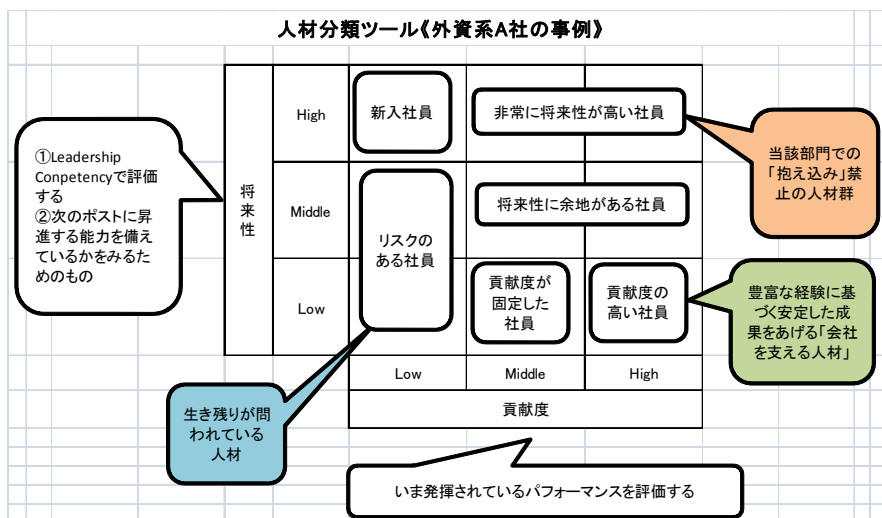 人材分類ツール《外資系A社の事例》
①Leadership
Conpetencyで評価
する
②次のポストに昇
進する能力を備え
ているかをみるた
めのもの
将
来
性
High
新入社員
非常に将来性が高い社員
当該部門での
「抱え込み」禁
止の人材群
Middle
リスクの
ある社員
将来性に余地がある社員
Low
貢献度が
固定した
社員
貢献度の
高い社員
豊富な経験に基
づく安定した成
果をあげる「会社
を支える人材」
Low
Middle
High
貢献度
生き残りが問
われている
人材
いま発揮されているパフォーマンスを評価する